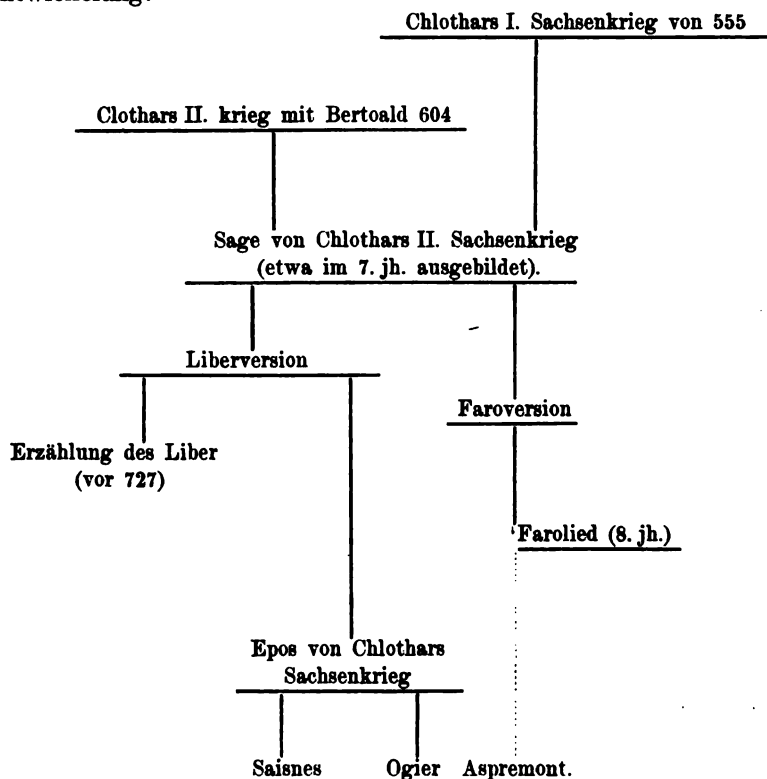 Chlothars I. Sachsenkrieg von 555
Clothars II. krieg mit Bertoald 604
Sage von Chlothars II. Sachsenkrieg
(etwa im 7. jh. ausgebildet).
Liberversion
Faroversion
Erzählung des Liber
(vor 727)
Farolied (8. jh.)
Epos von Chlothars
Sachsenkrieg
Saisnes Ogier Aspremont.